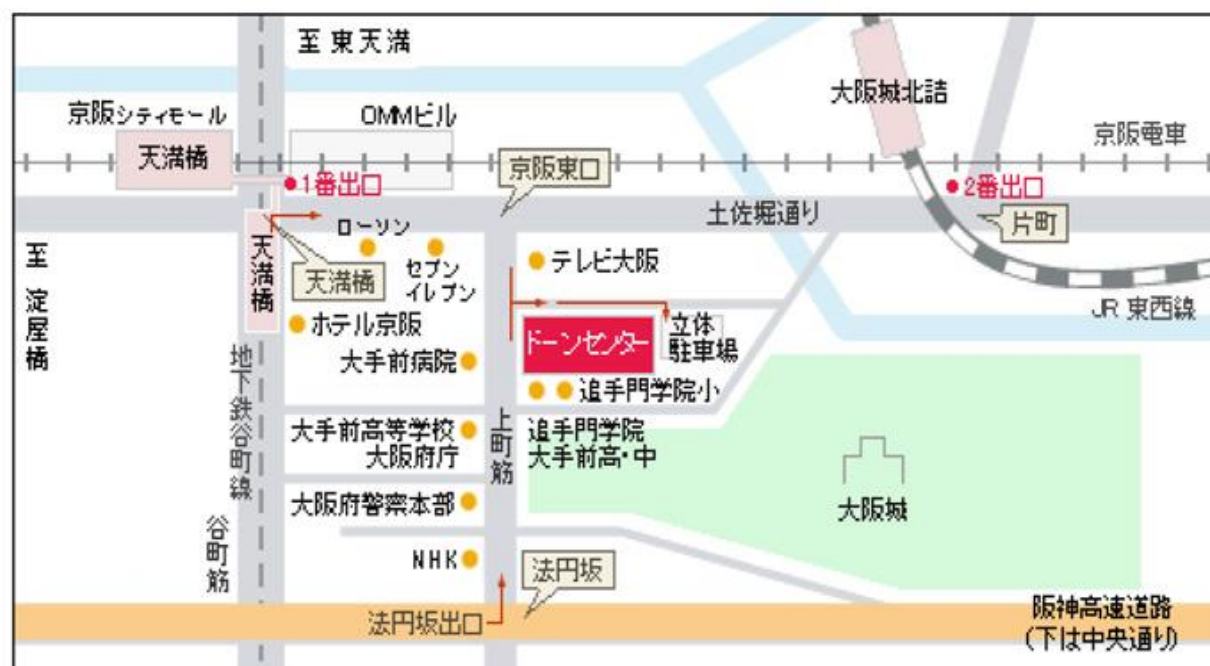 至 東天満
京阪シティモール
OMMビル
大阪城北詰
天満橋
京阪電車
●1番出口
京阪東口
●2番出口
土佐堀通り
片町
ローソン
至 淀屋橋
天満橋
天満橋
セブン
イレブン
テレビ大阪
JR 東西線
ホテル京阪
ドーンセンター
立体
駐車場
大手前病院
追手門学院小
地下鉄谷町線
大手前高等学校
大阪府庁
上町筋
追手門学院
大手前高・中
大阪府警察本部
大阪城
谷町筋
NHK
法円坂
法円坂出口
阪神高速道路
(下は中央通り)